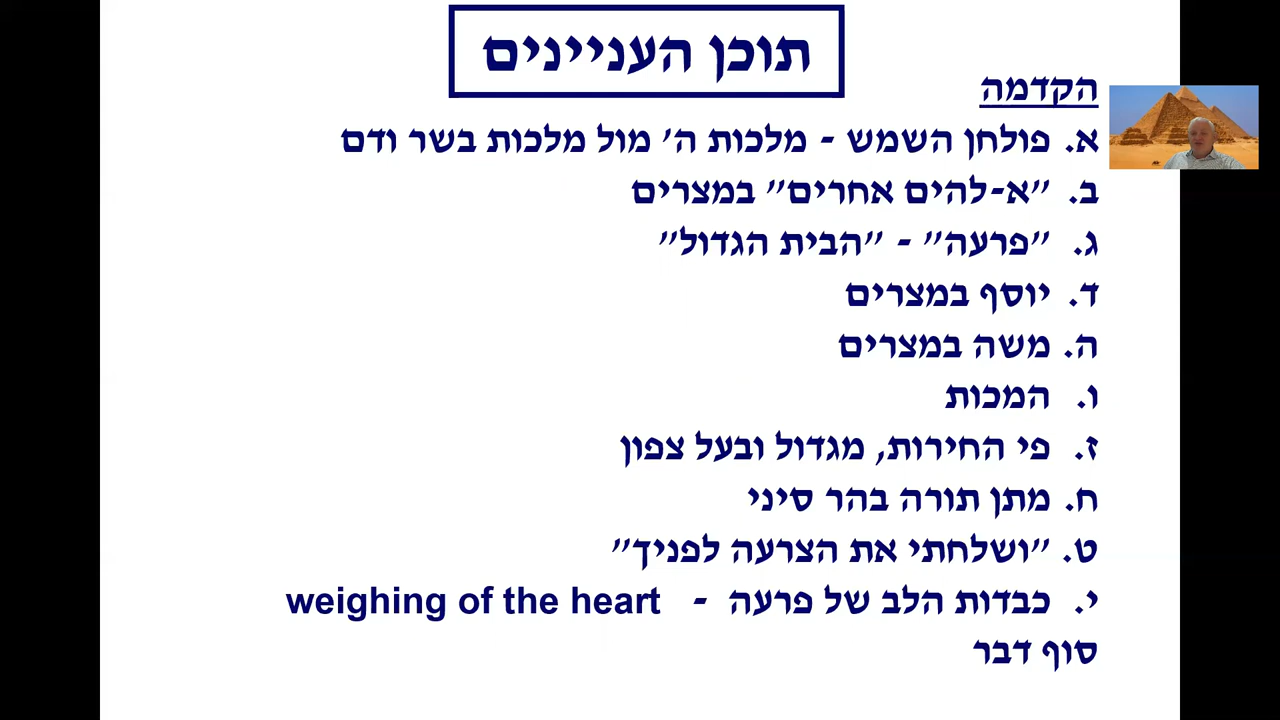 תוכן העניינים
הקדמה
א. פולחן השמש - מלכות ה' מול מלכות בשר ודם
ב. "א-להים אחרים" במצרים
ג. "פרעה" - "הבית הגדול"
ד. יוסף במצרים
ה. משה במצרים
ו. המכות
ז. פי החירות, מגדול ובעל צפון
ח. מתן תורה בהר סיני
ט. "ושלחתי את הצרעה לפניך"
י. כבדות הלב של פרעה - weighing of the heart
סוף דבר